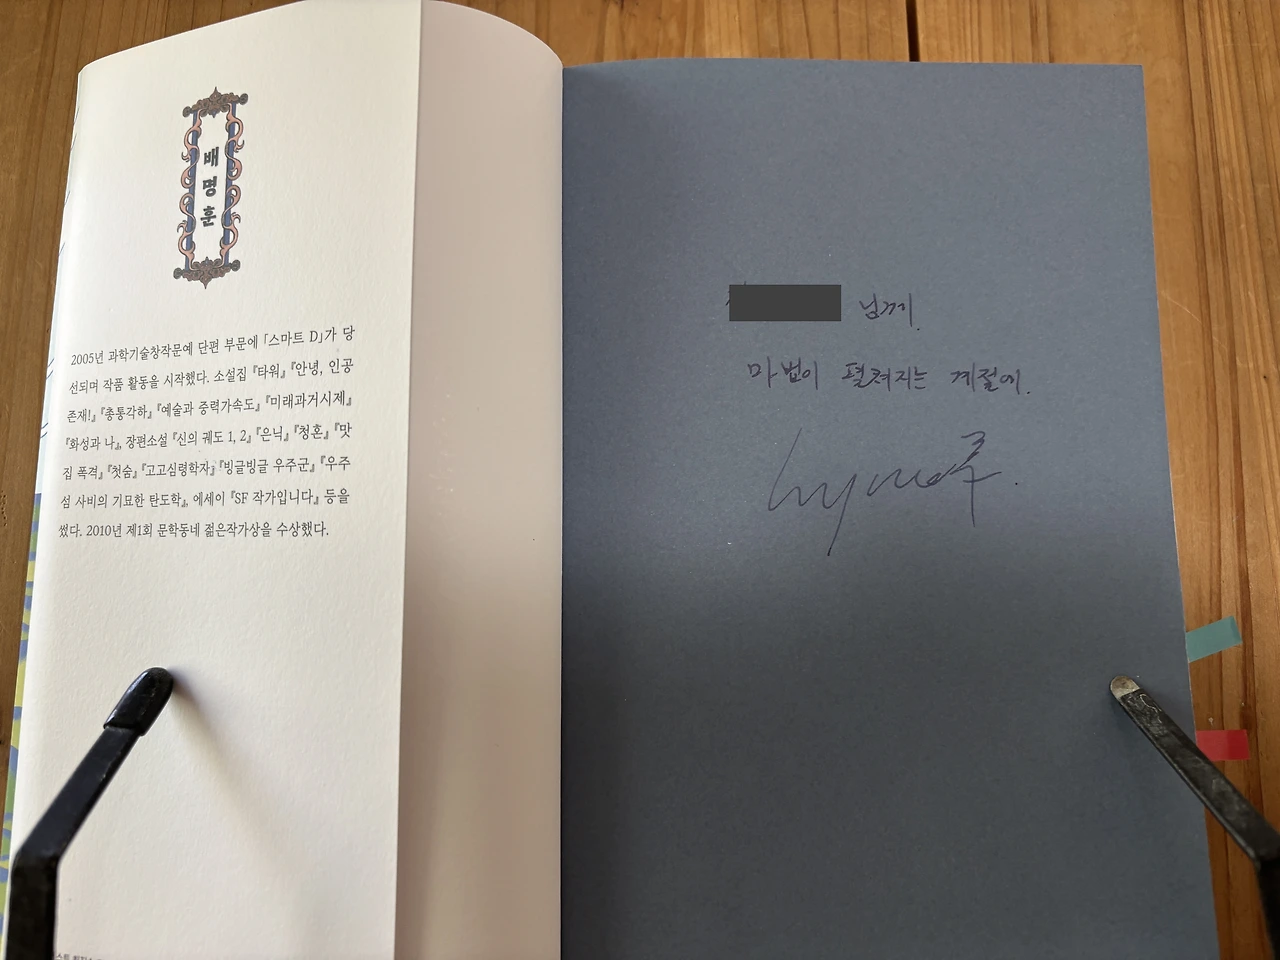 배명훈
2005년 과학기술창작문예 단편 부문에 「스마트 D」가 당
선되며 작품 활동을 시작했다. 소설집 『타워』 『안녕, 인공
존재!』 『총통각하』 『예술과 중력가속도』 『미래과거시제』
『화성과 나』, 장편소설 『신의 궤도 1, 2』 『은닉』 『청혼』 『맛
집 폭격』 『첫숨』 『고고심령학자』 『빙글빙글 우주군』 『우주
섬 사비의 기묘한 탄도학』, 에세이 『SF 작가입니다』 등을
썼다. 2010년 제1회 문학동네 젊은작가상을 수상했다.
님께.
마법이 펼쳐지는 계절에.